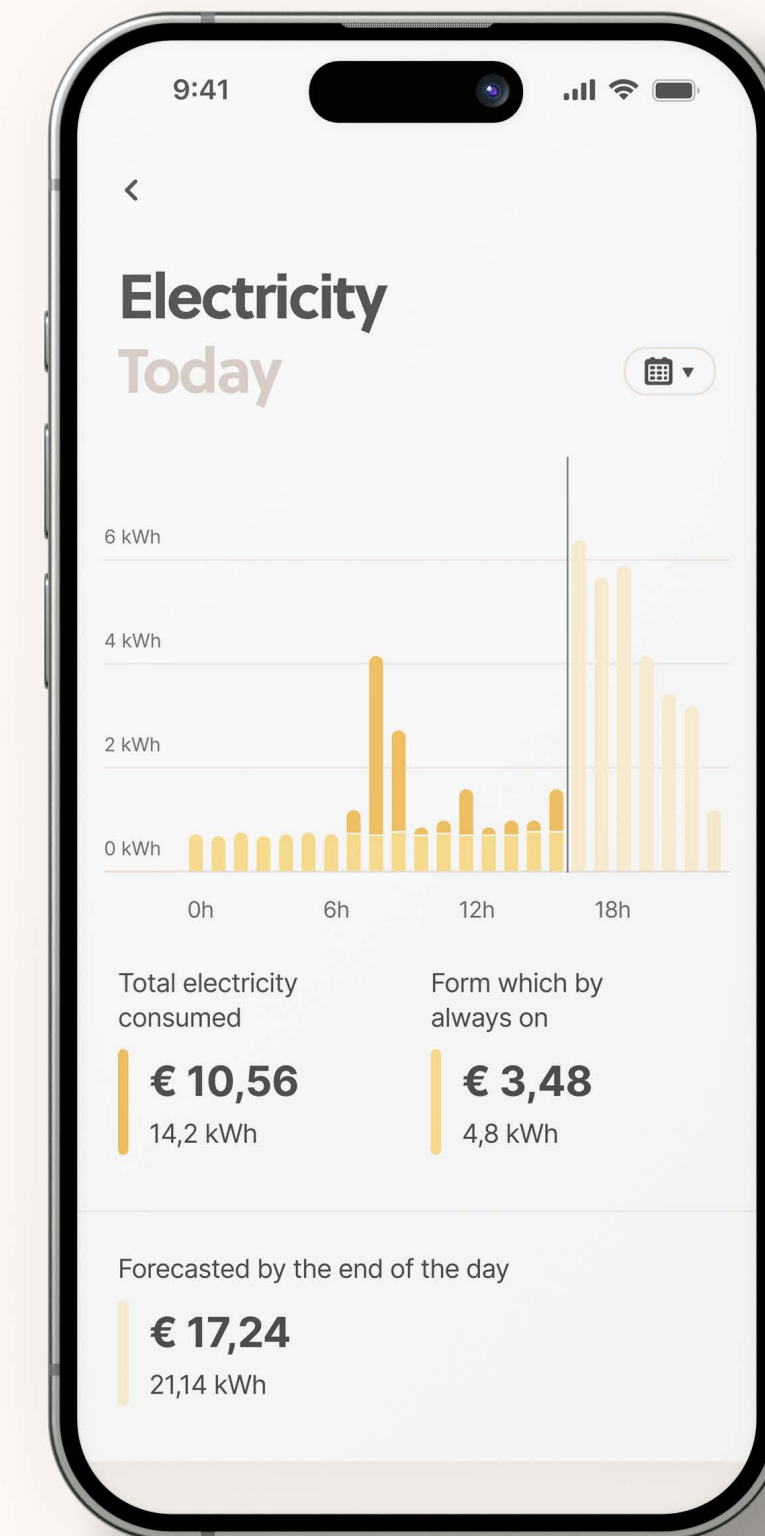 9:41
Electricity
Today
6 kWh
4 kWh
2 kWh
0 kWh
0h 6h 12h 18h
Total electricity
consumed
€ 10,56
14,2 kWh
Form which by
always on
€ 3,48
4,8 kWh
Forecasted by the end of the day
€ 17,24
21,14 kWh